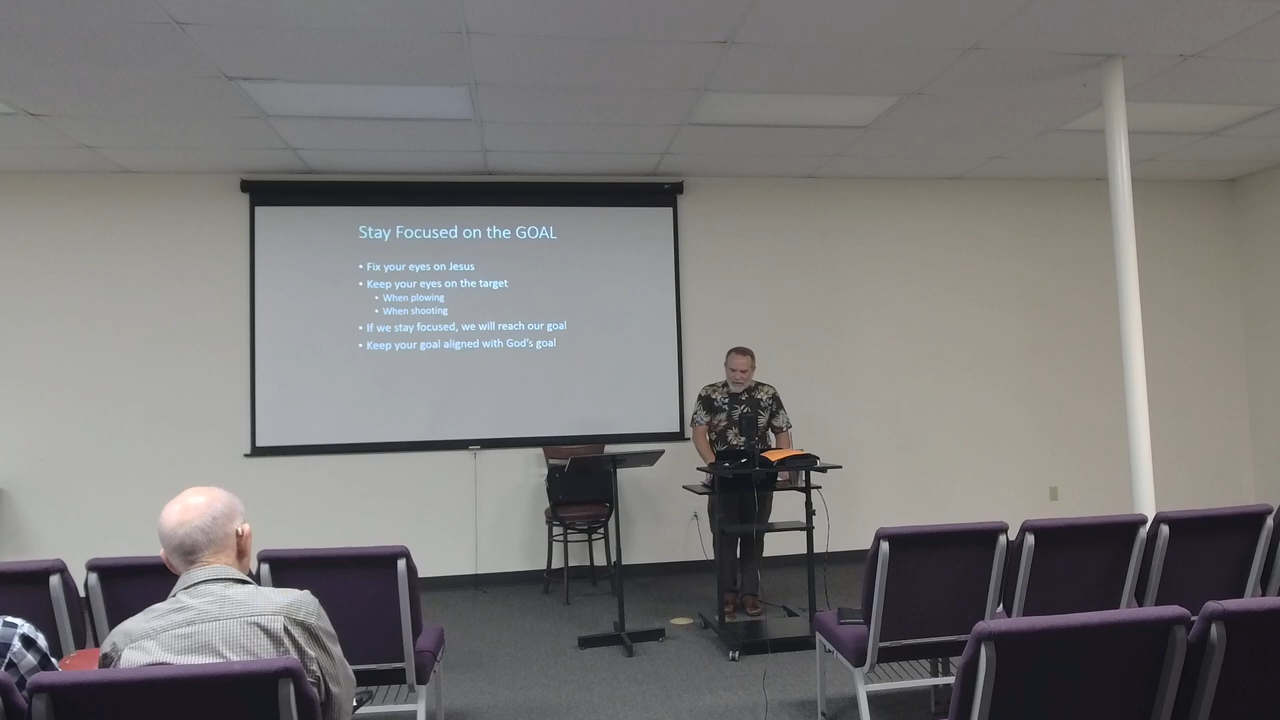 Stay Focused on the GOAL
• Fix your eyes on Jesus
• Keep your eyes on the target
• When plowing
• When shooting
• If we stay focused, we will reach our goal
• Keep your goal aligned with God's goal